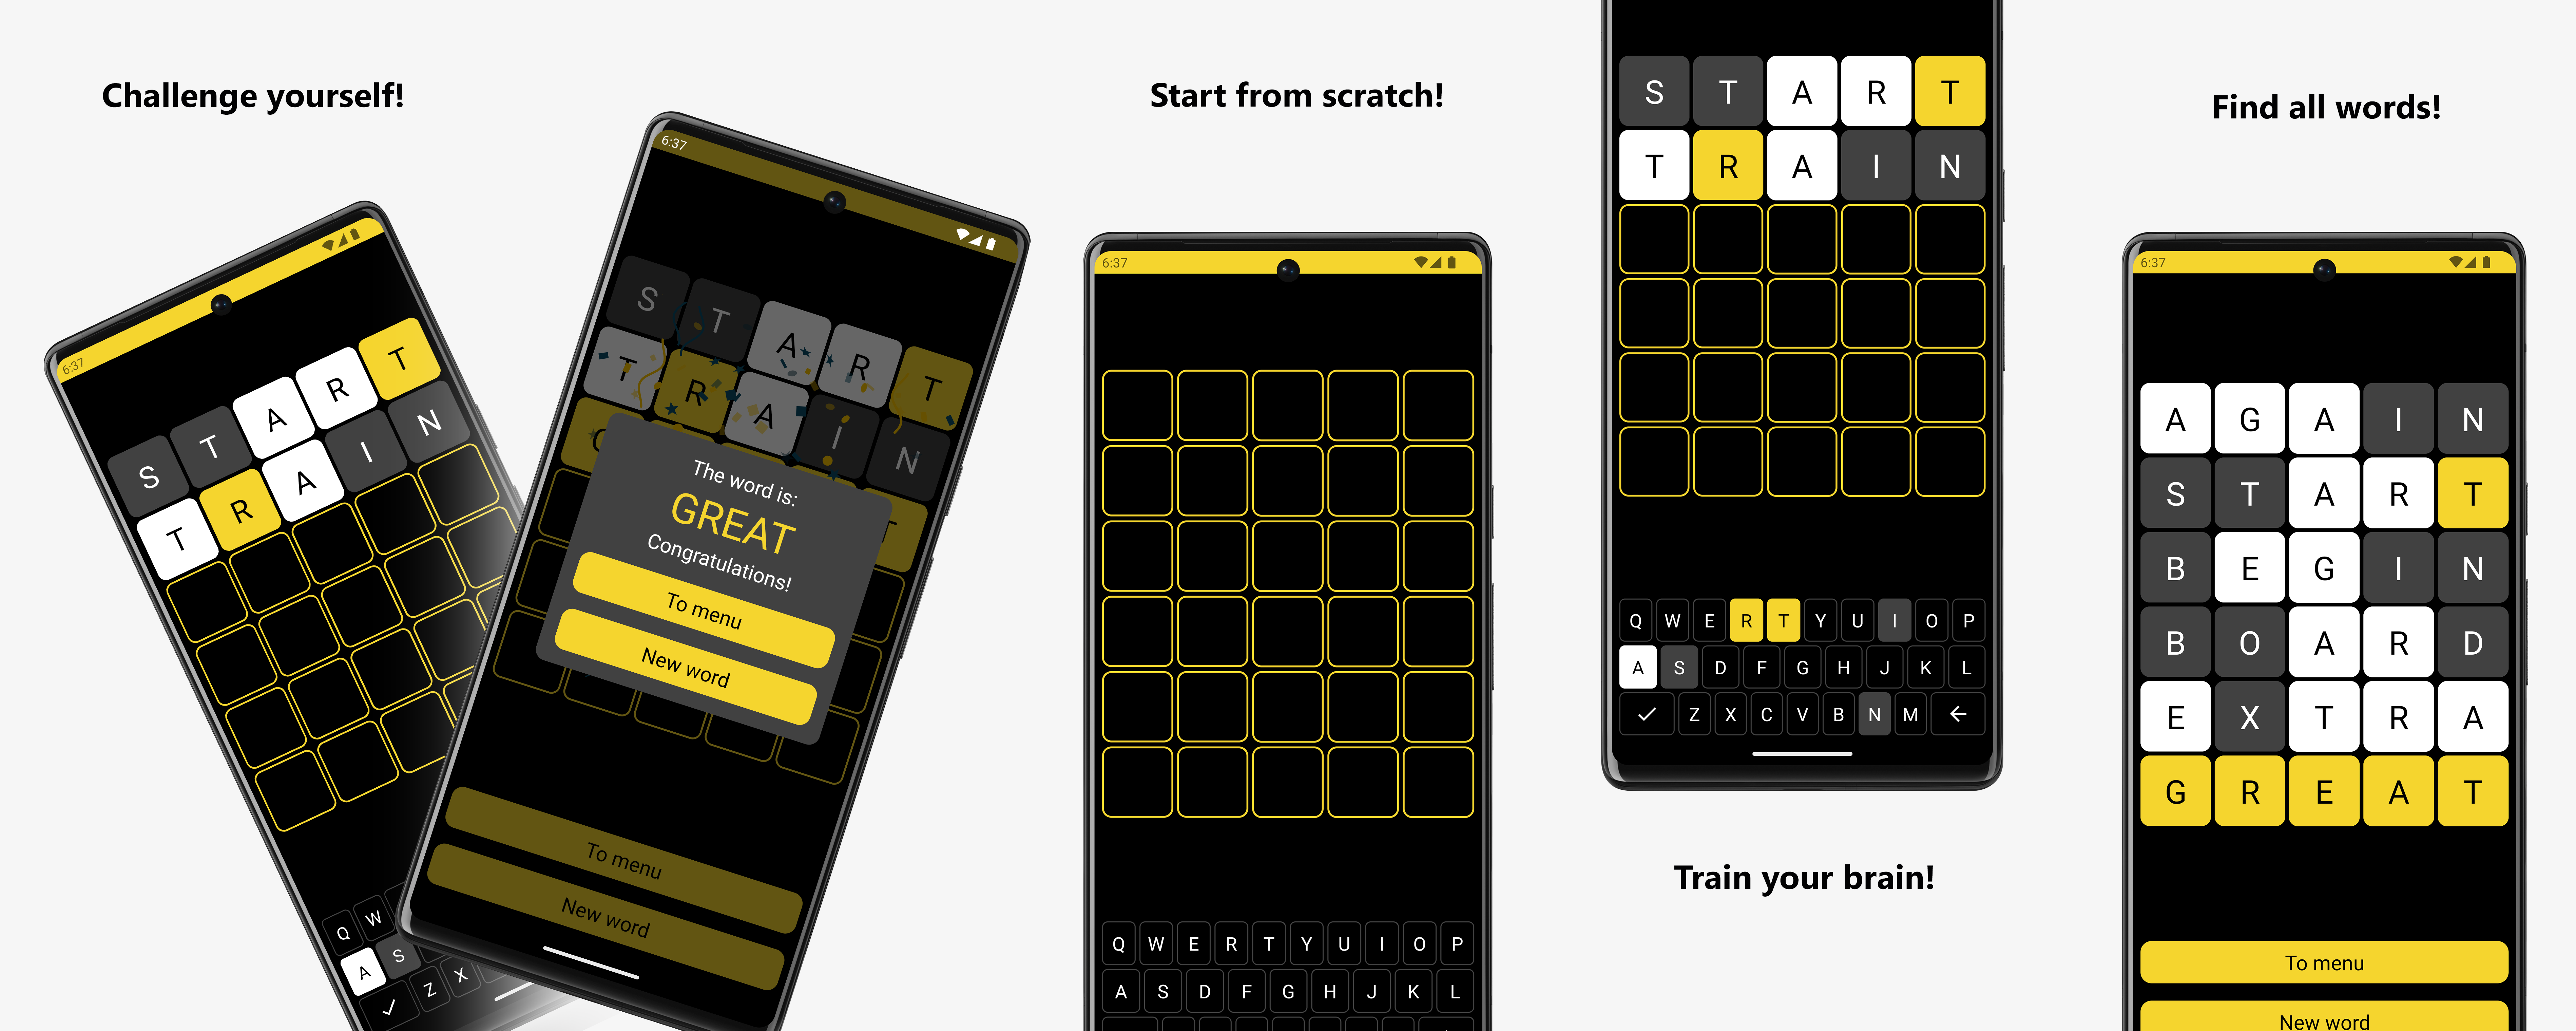 Challenge yourself!
6:37
S T A R T
T R A I N
Q W
A S
Z X
6:37
S T A R T
T R A I N
The word is:
GREAT
Congratulations!
To menu
New word
T
To menu
New word
Start from scratch!
6:37
Q W E R T Y U I O P
A S D F G H J K L
S T A R T
T R A I N
Q W E R T Y U I O P
A S D F G H J K L
Z X C V B N M
Train your brain!
Find all words!
6:37
A G A I N
S T A R T
B E G I N
B O A R D
E X T R A
G R E A T
To menu
New word